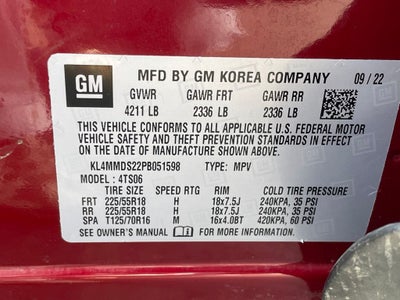 GM MFD BY GM KOREA COMPANY 09/22
GVWR GAWR FRT GAWR RR
4211 LB 2336 LB 2336 LB
THIS VEHICLE CONFORMS TO ALL APPLICABLE U.S. FEDERAL MOTOR
VEHICLE SAFETY AND THEFT PREVENTION STANDARDS IN EFFECT
ON THE DATE OF MANUFACTURE SHOWN ABOVE.
KL4MMDS22PB051598 TYPE: MPV
MODEL: 4TS06
TIRE SIZE SPEED RTG RIM COLD TIRE PRESSURE
FRT 225/55R18 H 18x7.5J 240KPA, 35 PSI
RR 225/55R18 H 18x7.5J 240KPA, 35 PSI
SPA T125/70R16 M 16x4.0BT 420KPA, 60 PSI
SEE OWNER'S MANUAL FOR ADDITIONAL INFORMATION.